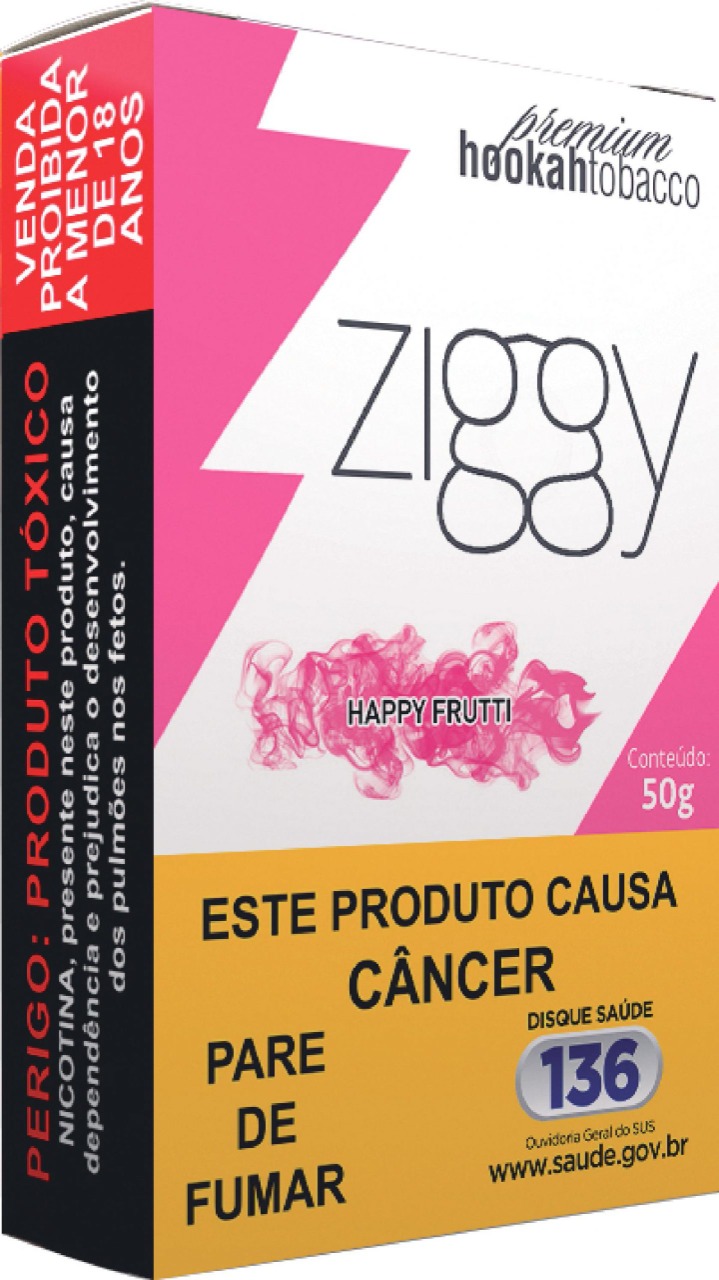 VENDA
PROIBIDA
A MENOR
DE 18
ANOS
PERIGO: PRODUTO TÓXICO
NICOTINA, presente neste produto, causa
dependência e prejudica o desenvolvimento
dos pulmões nos fetos.
premium
hookahtobacco
ziggy
HAPPY FRUTTI
Conteúdo:
50g
ESTE PRODUTO CAUSA
CÂNCER
PARE
DE
FUMAR
DISQUE SAÚDE
136
Ouvidoria Geral do SUS
www.saude.gov.br